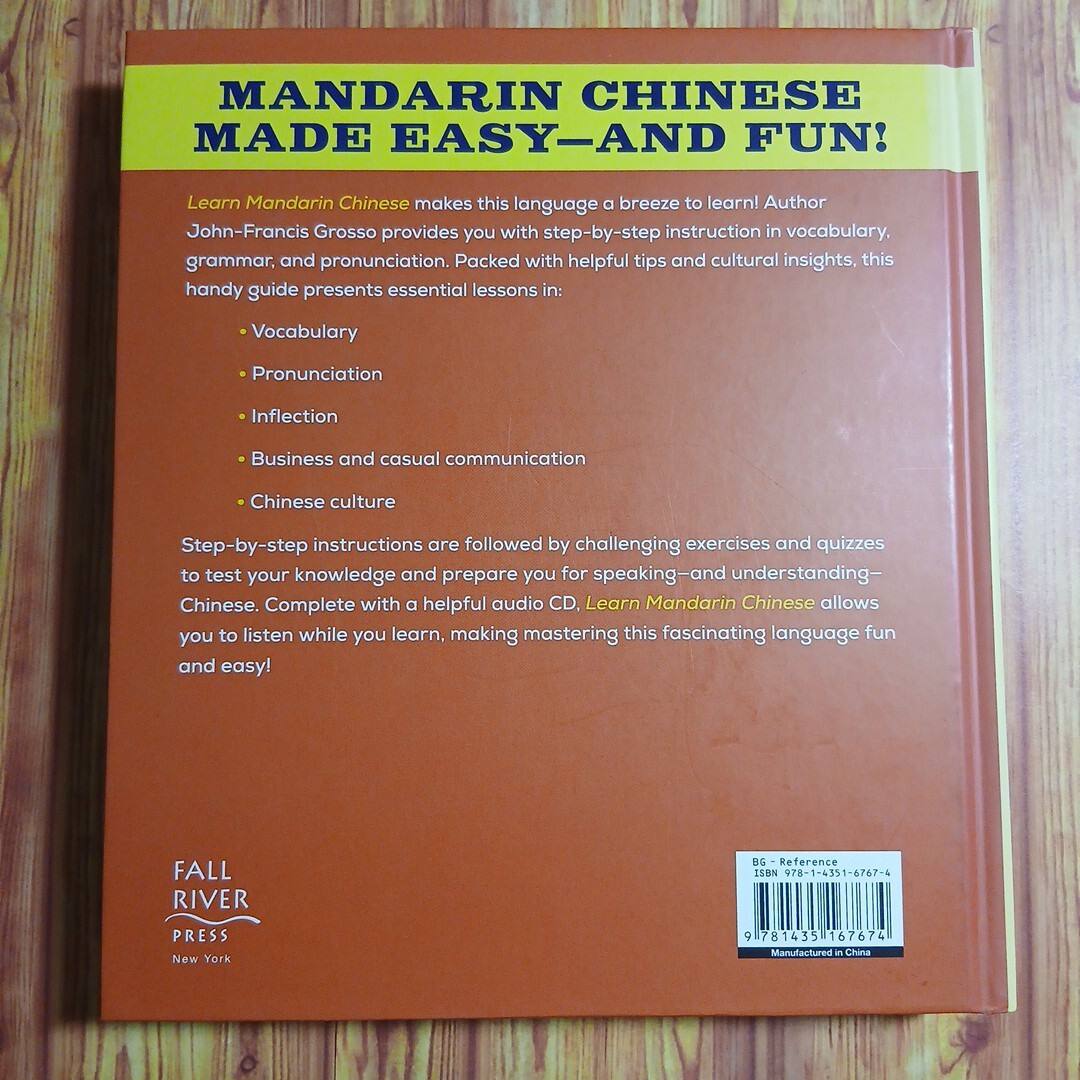 MANDARIN CHINESE
MADE EASY—AND FUN!
Learn Mandarin Chinese makes this language a breeze to learn! Author
John-Francis Grosso provides you with step-by-step instruction in vocabulary,
grammar, and pronunciation. Packed with helpful tips and cultural insights, this
handy guide presents essential lessons in:
• Vocabulary
• Pronunciation
• Inflection
• Business and casual communication
• Chinese culture
Step-by-step instructions are followed by challenging exercises and quizzes
to test your knowledge and prepare you for speaking—and understanding—
Chinese. Complete with a helpful audio CD, Learn Mandarin Chinese allows
you to listen while you learn, making mastering this fascinating language fun
and easy!
FALL
RIVER
PRESS
New York
BG - Reference
ISBN 978-1-4351-6767-4
9 781435 167674
Manufactured in China